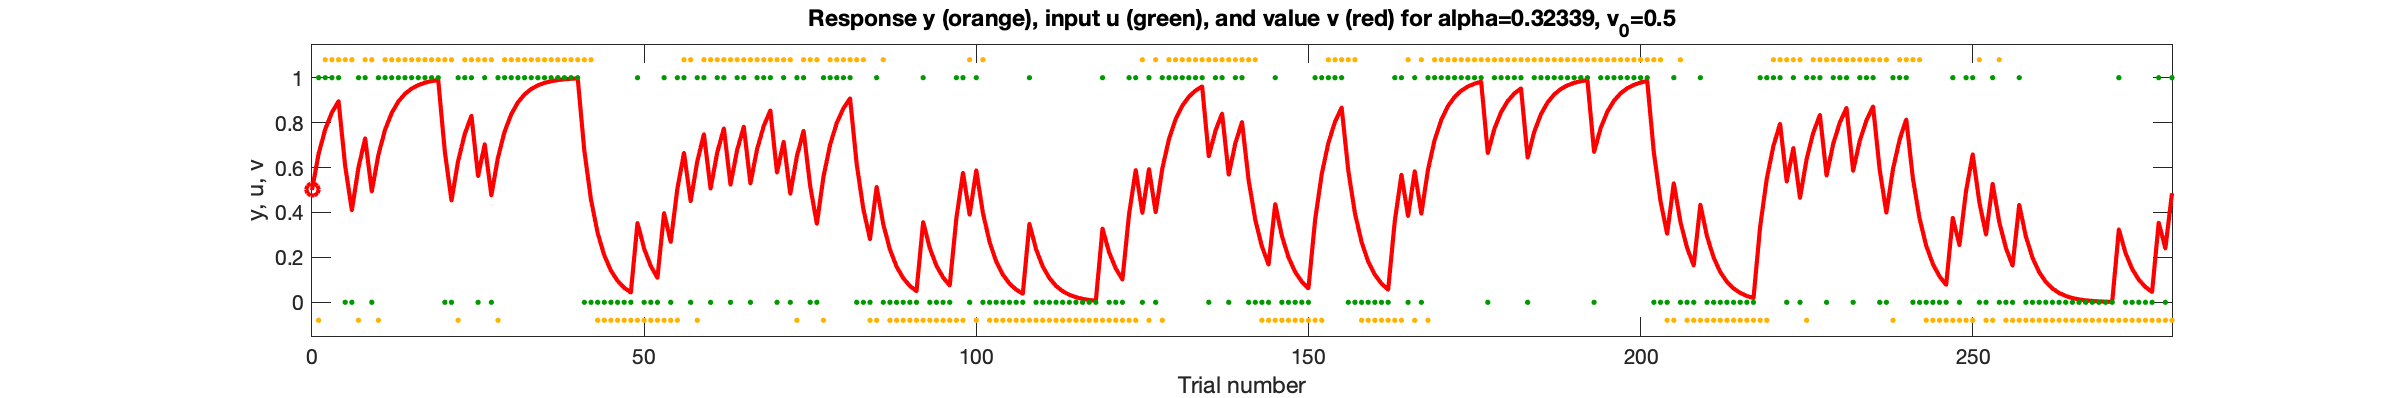 Response y (orange), input u (green), and value v (red) for alpha=0.32339, v_0=0.5
y, u, v
1
0.8
0.6
0.4
0.2
0
0 50 100 150 200 250
Trial number